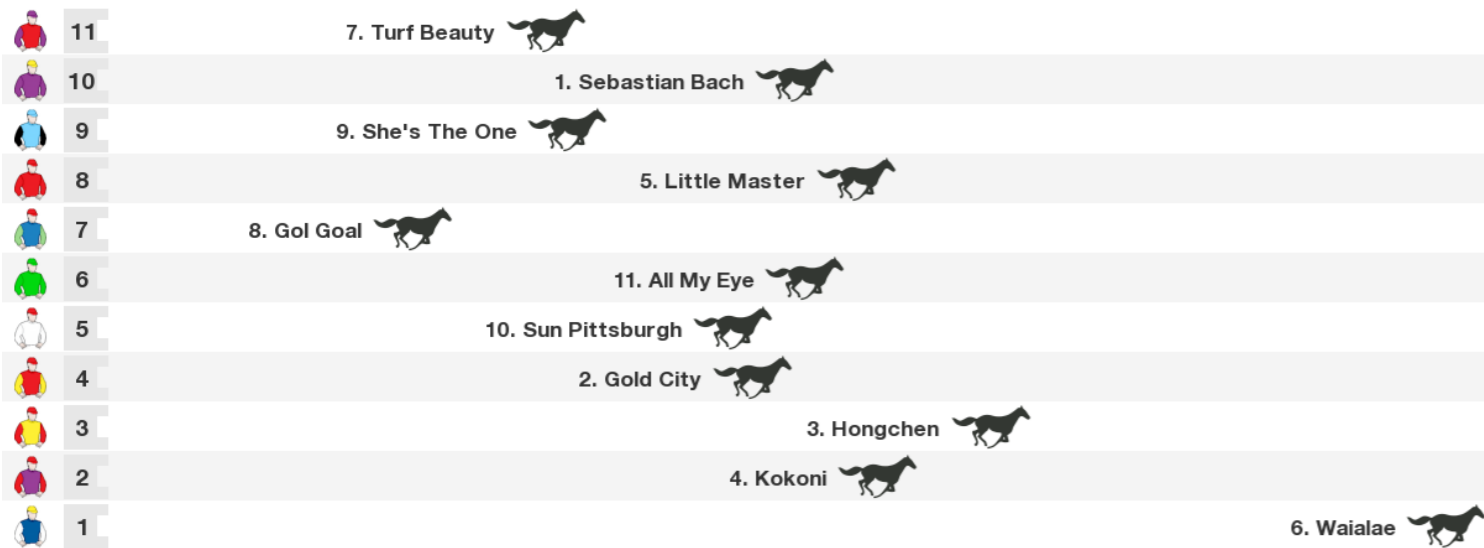 11 7. Turf Beauty
10 1. Sebastian Bach
9 9. She's The One
8 5. Little Master
7 8. Gol Goal
6 11. All My Eye
5 10. Sun Pittsburgh
4 2. Gold City
3 3. Hongchen
2 4. Kokoni
1 6. Waialae